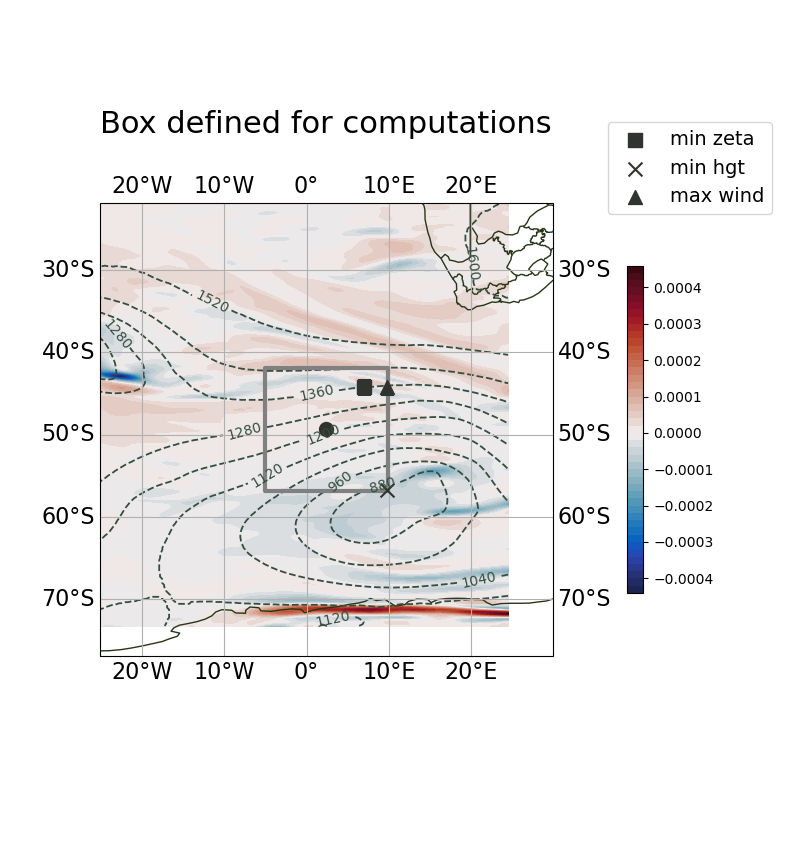 Box defined for computations
min zeta
min hgt
max wind
20°W 10°W 0° 10°E 20°E
30°S 30°S
40°S 40°S
50°S 50°S
60°S 60°S
70°S 70°S
20°W 10°W 0° 10°E 20°E
1600
1520
1280
1360
1280
1200
1120
960
880
1040
1120
0.0004
0.0003
0.0002
0.0001
0.0000
−0.0001
−0.0002
−0.0003
−0.0004